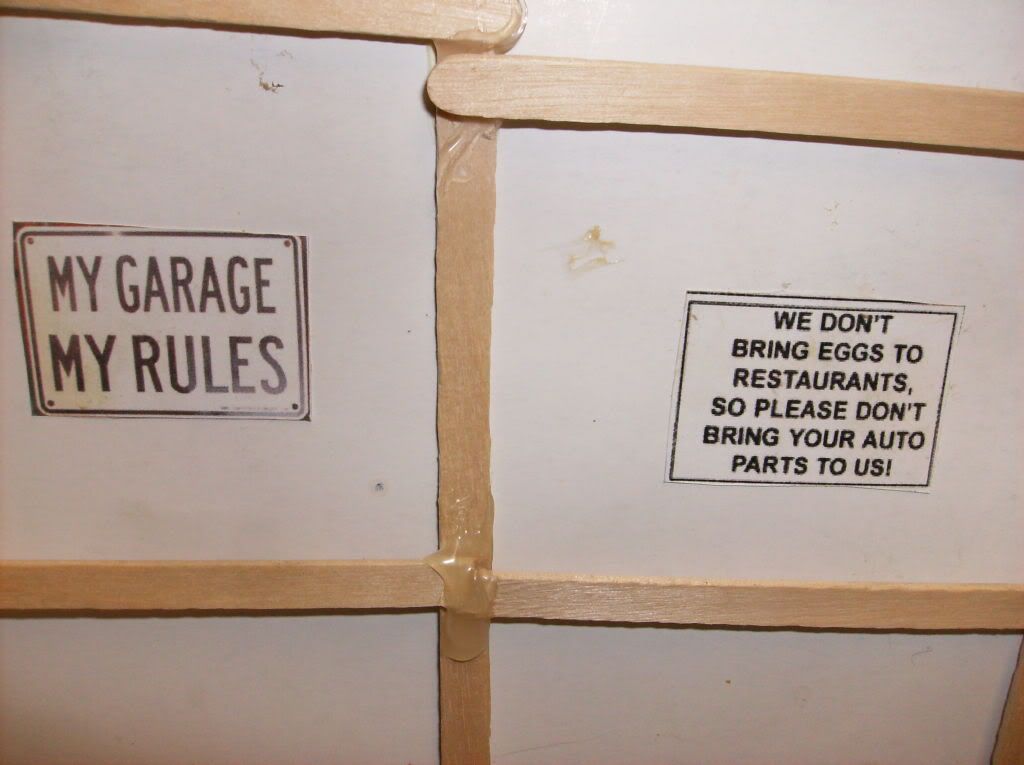 MY GARAGE
MY RULES
WE DON'T
BRING EGGS TO
RESTAURANTS,
SO PLEASE DON'T
BRING YOUR AUTO
PARTS TO US!